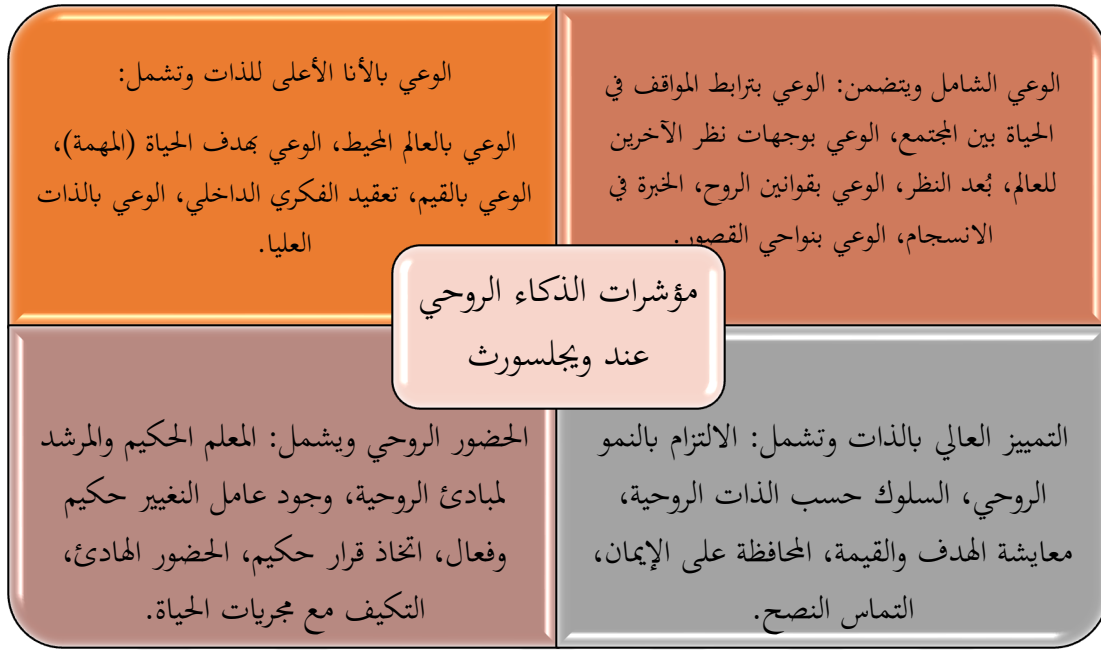 الوعي الشامل ويتضمن: الوعي بترابط المواقف في
الحياة بين المجتمع، الوعي بوجهات نظر الآخرين
للعالم، بُعد النظر، الوعي بقوانين الروح، الخبرة في
الانسجام، الوعي بنواحي القصور.
الوعي بالأنا الأعلى للذات وتشمل:
الوعي بالعالم المحيط، الوعي بهدف الحياة (المهمة)،
الوعي بالقيم، تعقيد الفكري الداخلي، الوعي بالذات
العليا.
مؤشرات الذكاء الروحي
عند ويجلسورث
التمييز العالي بالذات وتشمل: الالتزام بالنمو
الروحي، السلوك حسب الذات الروحية،
معايشة الهدف والقيمة، المحافظة على الإيمان،
التماس النصح.
الحضور الروحي ويشمل: المعلم الحكيم والمرشد
لمبادئ الروحية، وجود عامل النغيير حكيم
وفعال، اتخاذ قرار حكيم، الحضور الهادئ،
التكيف مع مجريات الحياة.